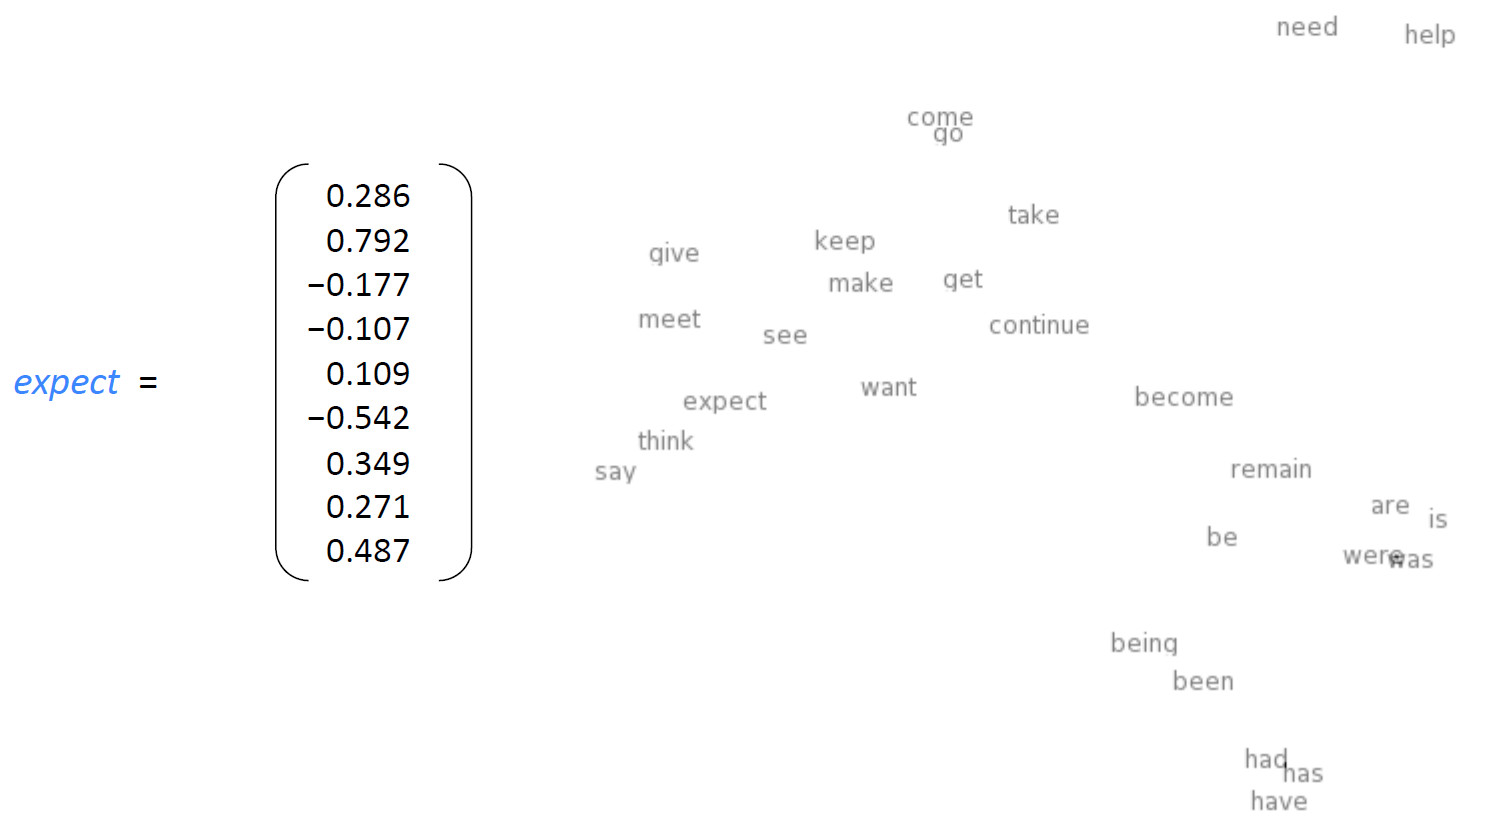 expect =
0.286
0.792
−0.177
−0.107
0.109
−0.542
0.349
0.271
0.487
need
help
come
go
take
keep
give
get
make
meet
continue
see
want
become
expect
think
remain
say
are
is
be
were
was
being
been
had
has
have